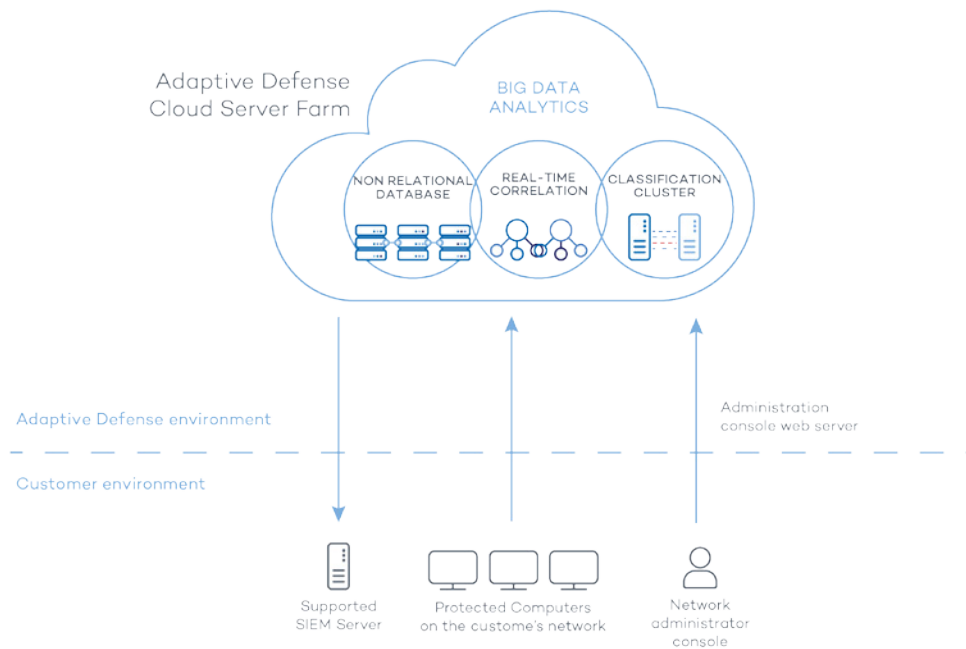 Adaptive Defense
Cloud Server Farm
BIG DATA
ANALYTICS
NON RELATIONAL
DATABASE
REAL-TIME
CORRELATION
CLASSIFICATION
CLUSTER
Adaptive Defense environment
Administration
console web server
Customer environment
Supported
SIEM Server
Protected Computers
on the custome's network
Network
administrator
console